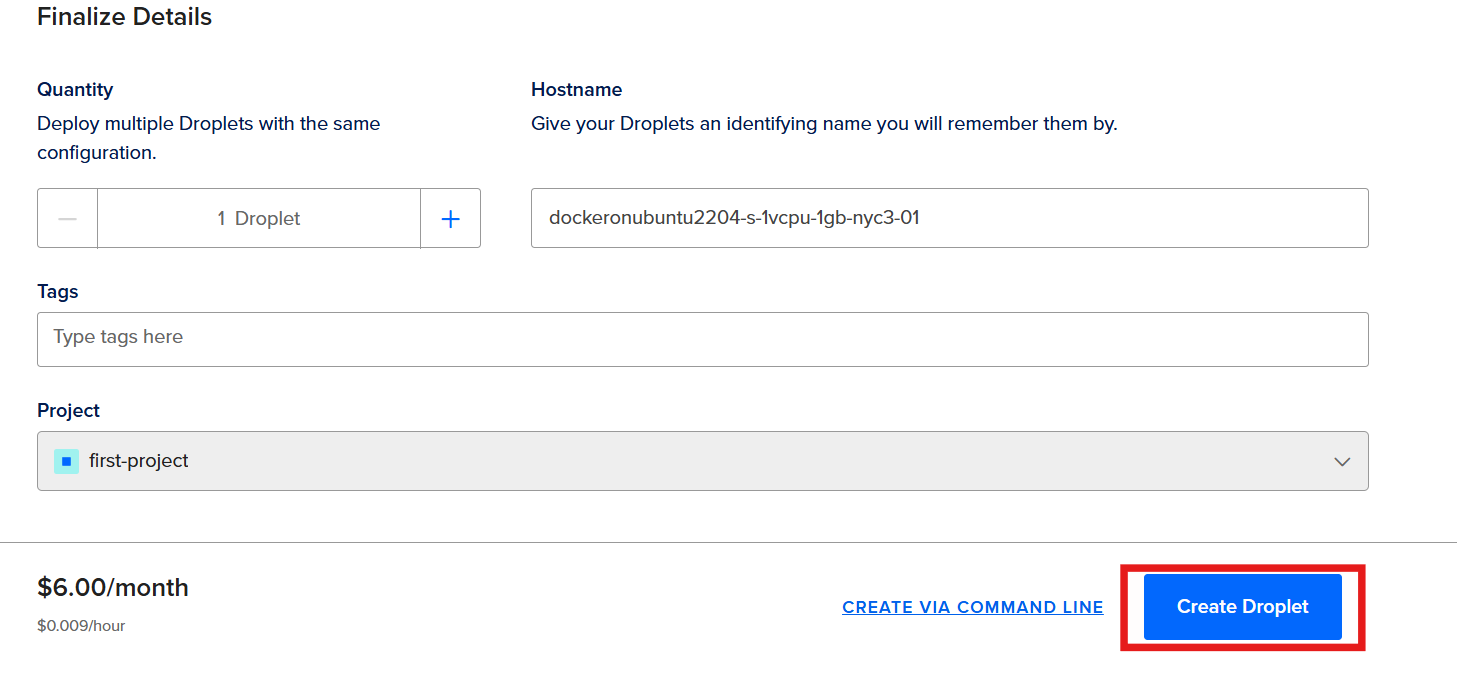 Finalize Details
Quantity
Deploy multiple Droplets with the same
configuration.
1 Droplet
Hostname
Give your Droplets an identifying name you will remember them by.
dockeronubuntu2204-s-1vcpu-1gb-nyc3-01
Tags
Type tags here
Project
first-project
$6.00/month
$0.009/hour
CREATE VIA COMMAND LINE
Create Droplet